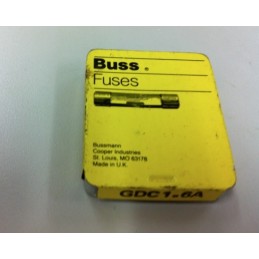 Buss.
Fuses
Bussmann
Cooper Industries
St. Louis, MO 63178
Made in U.K.
GDC 1.6A